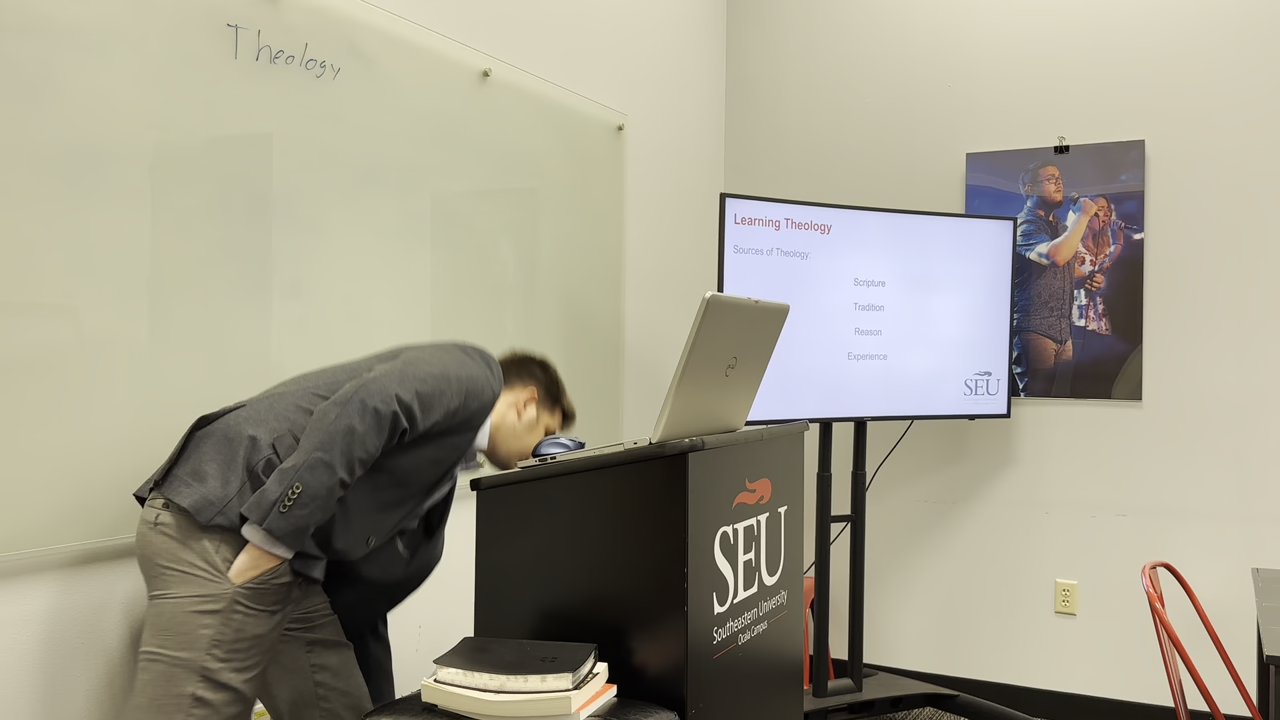 Theology
Learning Theology
Sources of Theology:
Scripture
Tradition
Reason
Experience
SEU
SEU
Southeastern University
Ocala Campus